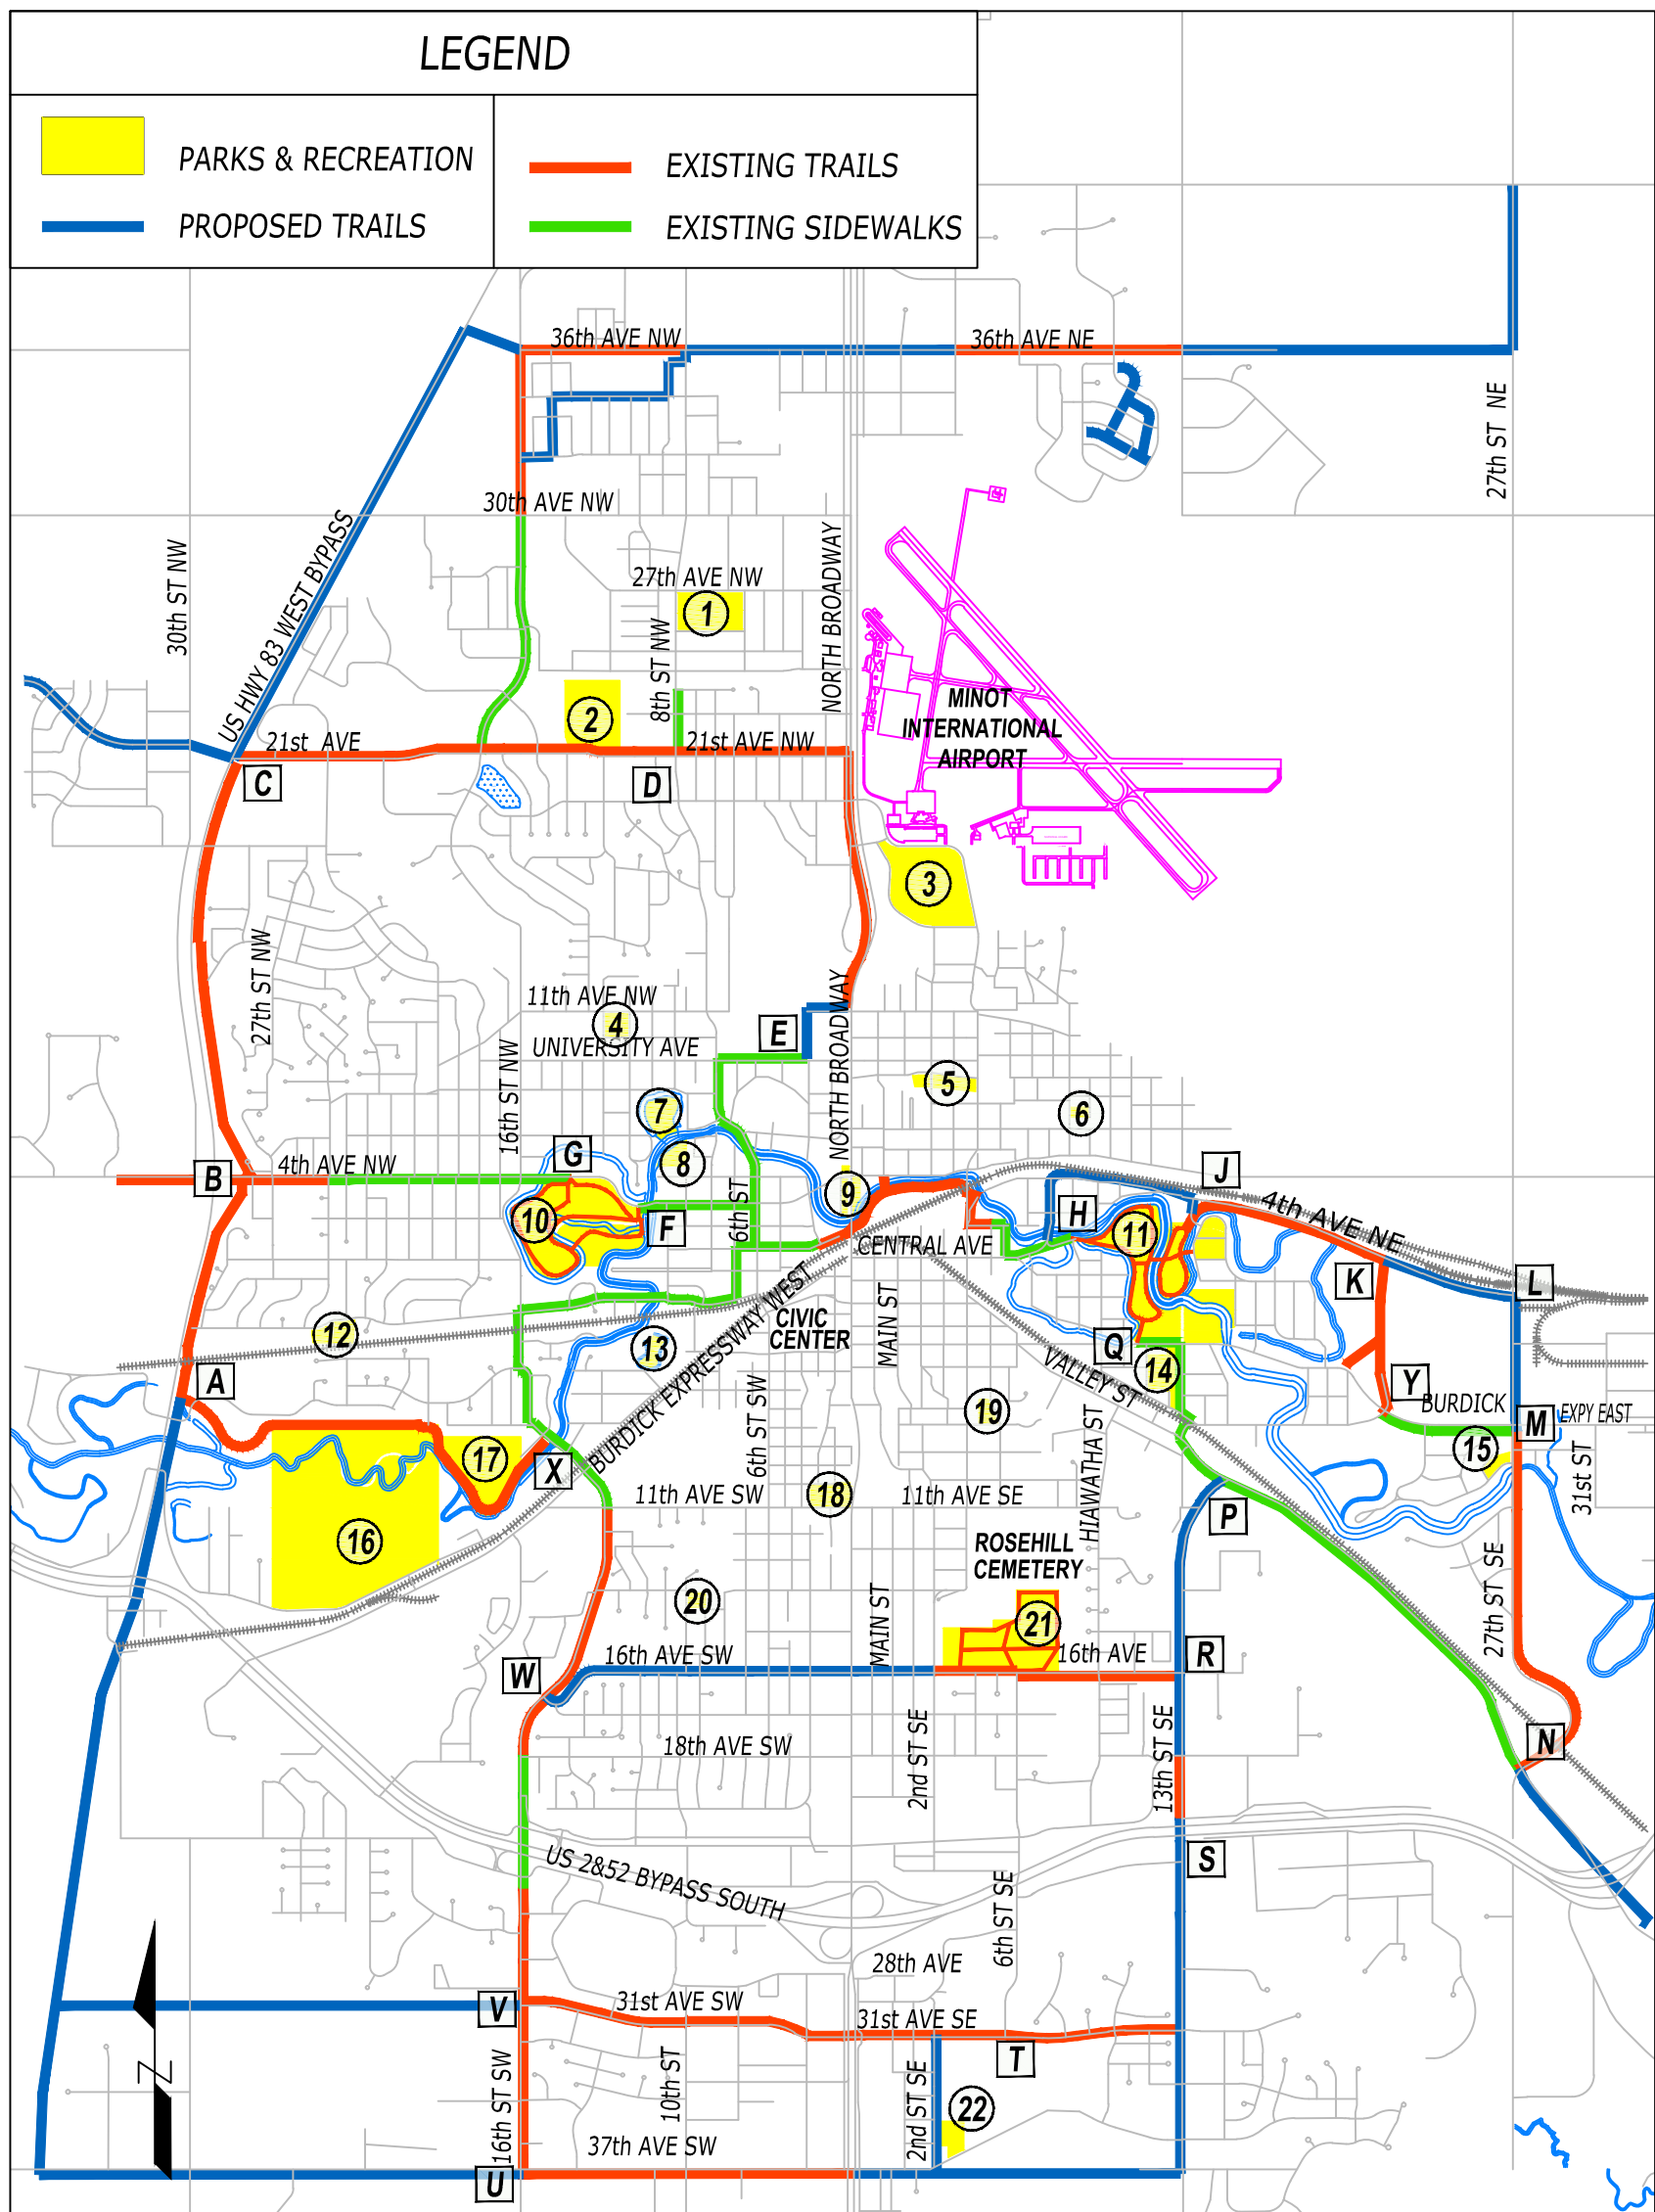 LEGEND
PARKS & RECREATION
EXISTING TRAILS
PROPOSED TRAILS
EXISTING SIDEWALKS
36th AVE NW
36th AVE NE
27th ST NE
30th AVE NW
30th ST NW
US HWY 83 WEST BYPASS
27th AVE NW
1
8th ST NW
NORTH BROADWAY
2
MINOT
INTERNATIONAL
AIRPORT
21st AVE
21st AVE NW
C
D
3
27th ST NW
11th AVE NW
4
UNIVERSITY AVE
E
NORTH BROADWAY
16th ST NW
5
6
7
8
G
B
4th AVE NW
J
9
10
F
6th ST
H
11
4th AVE NE
CENTRAL AVE
K
L
12
CIVIC
CENTER
MAIN ST
13
Q
14
VALLEY ST
A
Y
BURDICK
EXPY EAST
M
BURDICK EXPRESSWAY WEST
6th ST SW
19
HIAWATHA ST
15
31st ST
17
X
11th AVE SW
18
11th AVE SE
P
16
ROSEHILL
CEMETERY
27th ST SE
20
MAIN ST
21
16th AVE SW
16th AVE
R
W
18th AVE SW
2nd ST SE
13th ST SE
N
US 2&52 BYPASS SOUTH
S
6th ST SE
28th AVE
V
31st AVE SW
31st AVE SE
T
N
16th ST SW
10th ST
2nd ST SE
22
37th AVE SW
U